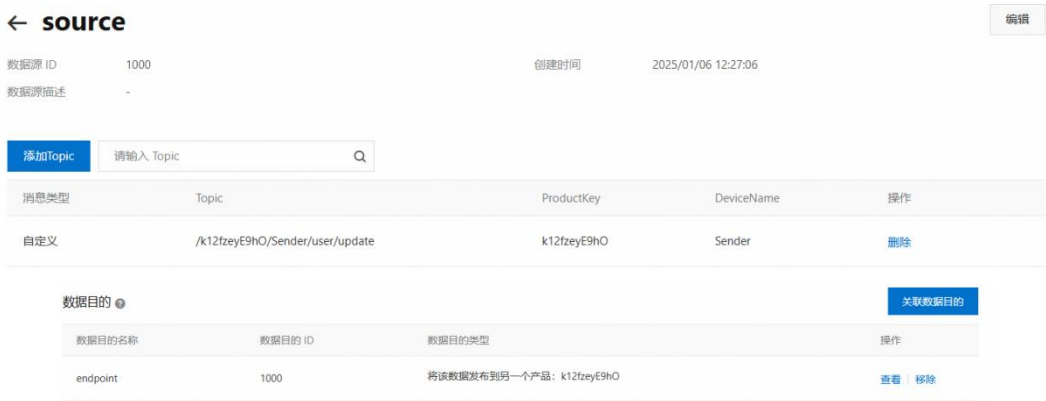 ← source
编辑
数据源 ID 1000 创建时间 2025/01/06 12:27:06
数据源描述 -
添加Topic 请输入 Topic
消息类型 Topic ProductKey DeviceName 操作
自定义 /k12fzeyE9hO/Sender/user/update k12fzeyE9hO Sender 删除
数据目的 ? 关联数据目的
数据目的名称 数据目的 ID 数据目的类型 操作
endpoint 1000 将该数据发布到另一个产品：k12fzeyE9hO 查看 | 移除